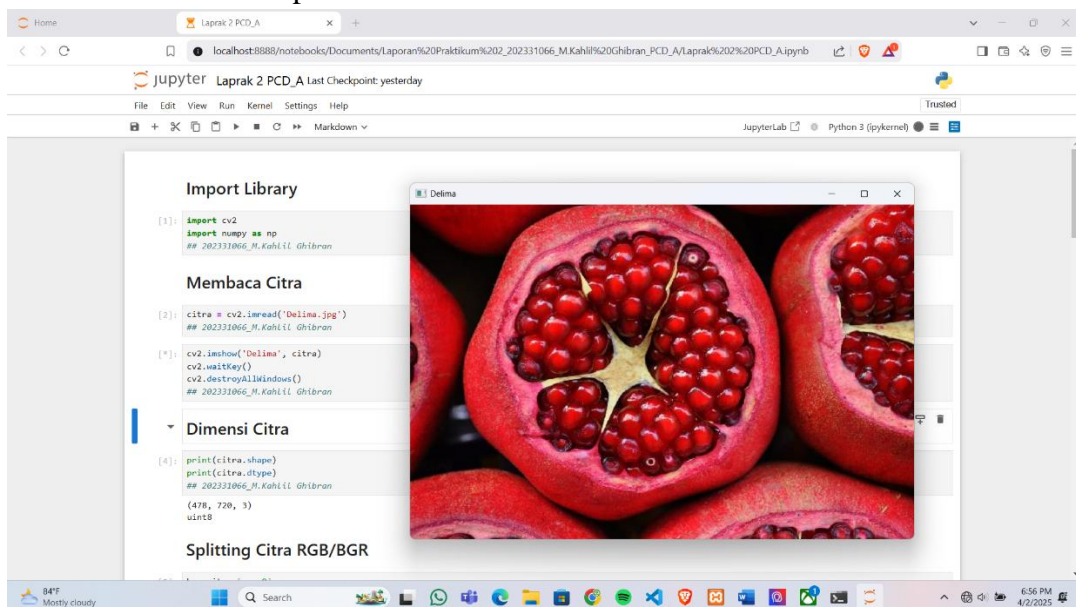 Home
Laprak 2 PCD_A
localhost:8888/notebooks/Documents/Laporan%20Praktikum%202_202331066_M.Kahlil%20Ghibran_PCD_A/Laprak%202%20PCD_A.ipynb
jupyter Laprak 2 PCD_A Last Checkpoint: yesterday
File Edit View Run Kernel Settings Help
Trusted
Markdown
JupyterLab
Python 3 (ipykernel)
Import Library
[1]: import cv2
import numpy as np
## 202331066_M.Kahlil Ghibran
Membaca Citra
[2]: citra = cv2.imread('Delima.jpg')
## 202331066_M.Kahlil Ghibran
[*]: cv2.imshow('Delima', citra)
cv2.waitKey()
cv2.destroyAllWindows()
## 202331066_M.Kahlil Ghibran
Dimensi Citra
[4]: print(citra.shape)
print(citra.dtype)
## 202331066_M.Kahlil Ghibran
(478, 720, 3)
uint8
Splitting Citra RGB/BGR
Delima
84°F
Mostly cloudy
Search
6:56 PM
4/2/2025